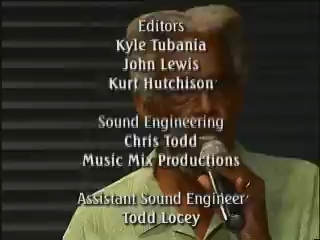 Editors
Kyle Tubania
John Lewis
Kurt Hutchison
Sound Engineering
Chris Todd
Music Mix Productions
Assistant Sound Engineer
Todd Locey